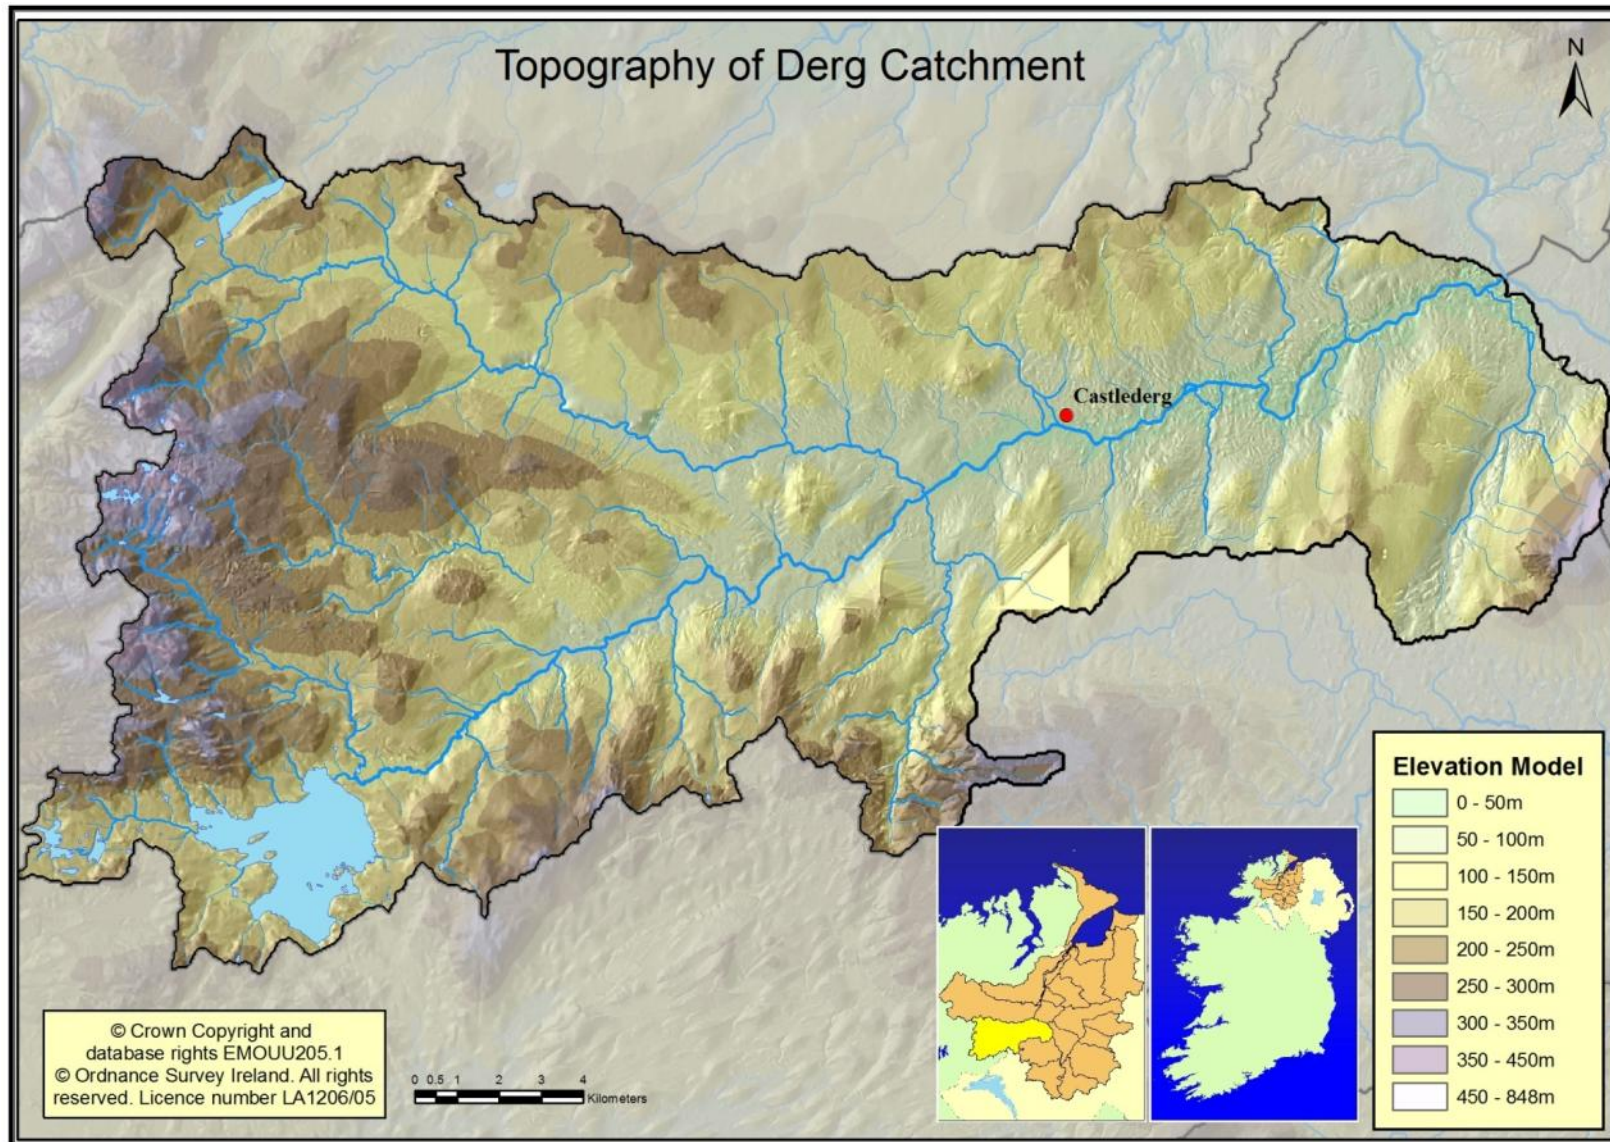 Topography of Derg Catchment
N
Castlederg
Elevation Model
0 - 50m
50 - 100m
100 - 150m
150 - 200m
200 - 250m
250 - 300m
300 - 350m
350 - 450m
450 - 848m
© Crown Copyright and
database rights EMOUU205.1
© Ordnance Survey Ireland. All rights
reserved. Licence number LA1206/05
0 0.5 1 2 3 4
Kilometers